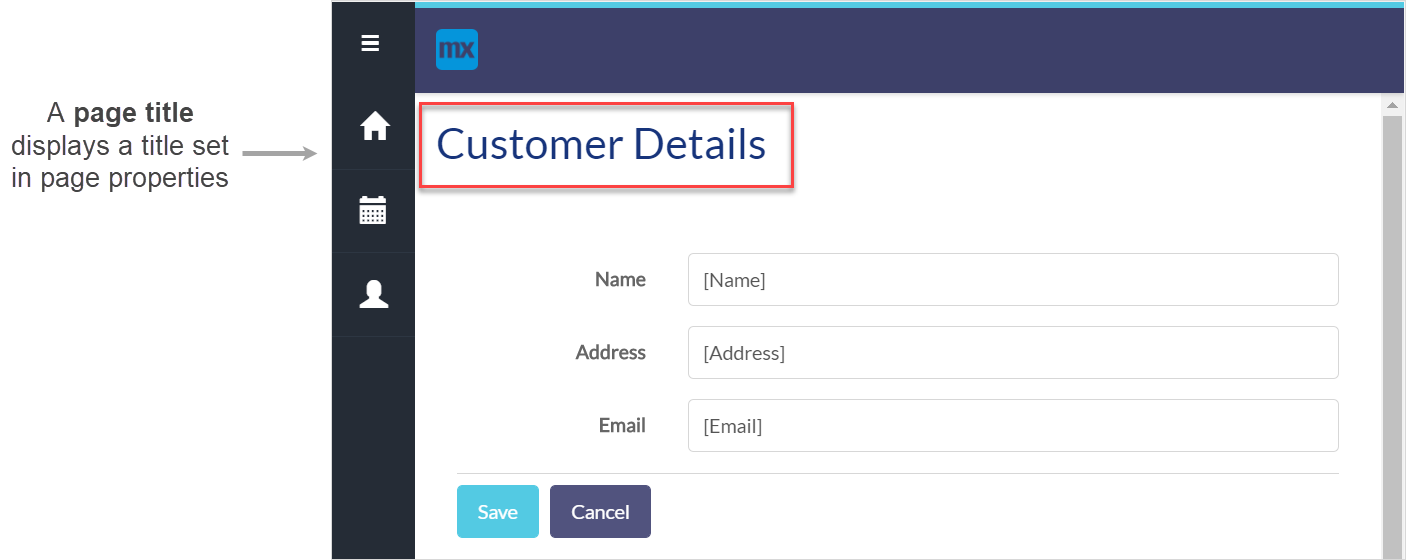 mx
A page title
displays a title set
in page properties
Customer Details
Name [Name]
Address [Address]
Email [Email]
Save Cancel